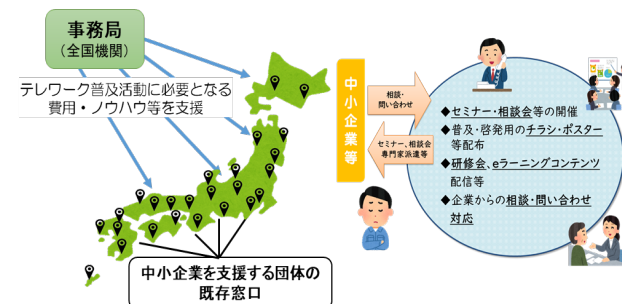 事務局
(全国機関)
テレワーク普及活動に必要となる
費用・ノウハウ等を支援
中小企業を支援する団体の
既存窓口
中小企業等
相談・
問い合わせ
セミナー、相談会
専門家派遣等
◆セミナー・相談会等の開催
◆普及・啓発用のチラシ・ポスター
等配布
◆研修会、eラーニングコンテンツ
配信等
◆企業からの相談・問い合わせ
対応